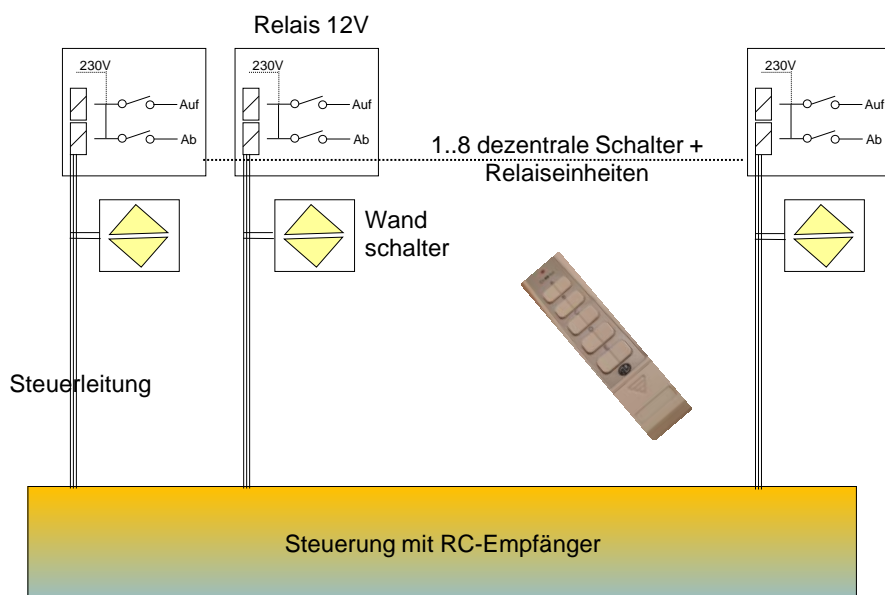 Relais 12V
230V
Auf
Ab
230V
Auf
Ab
230V
Auf
Ab
1..8 dezentrale Schalter +
Relaiseinheiten
Wand
schalter
Steuerleitung
Steuerung mit RC-Empfänger